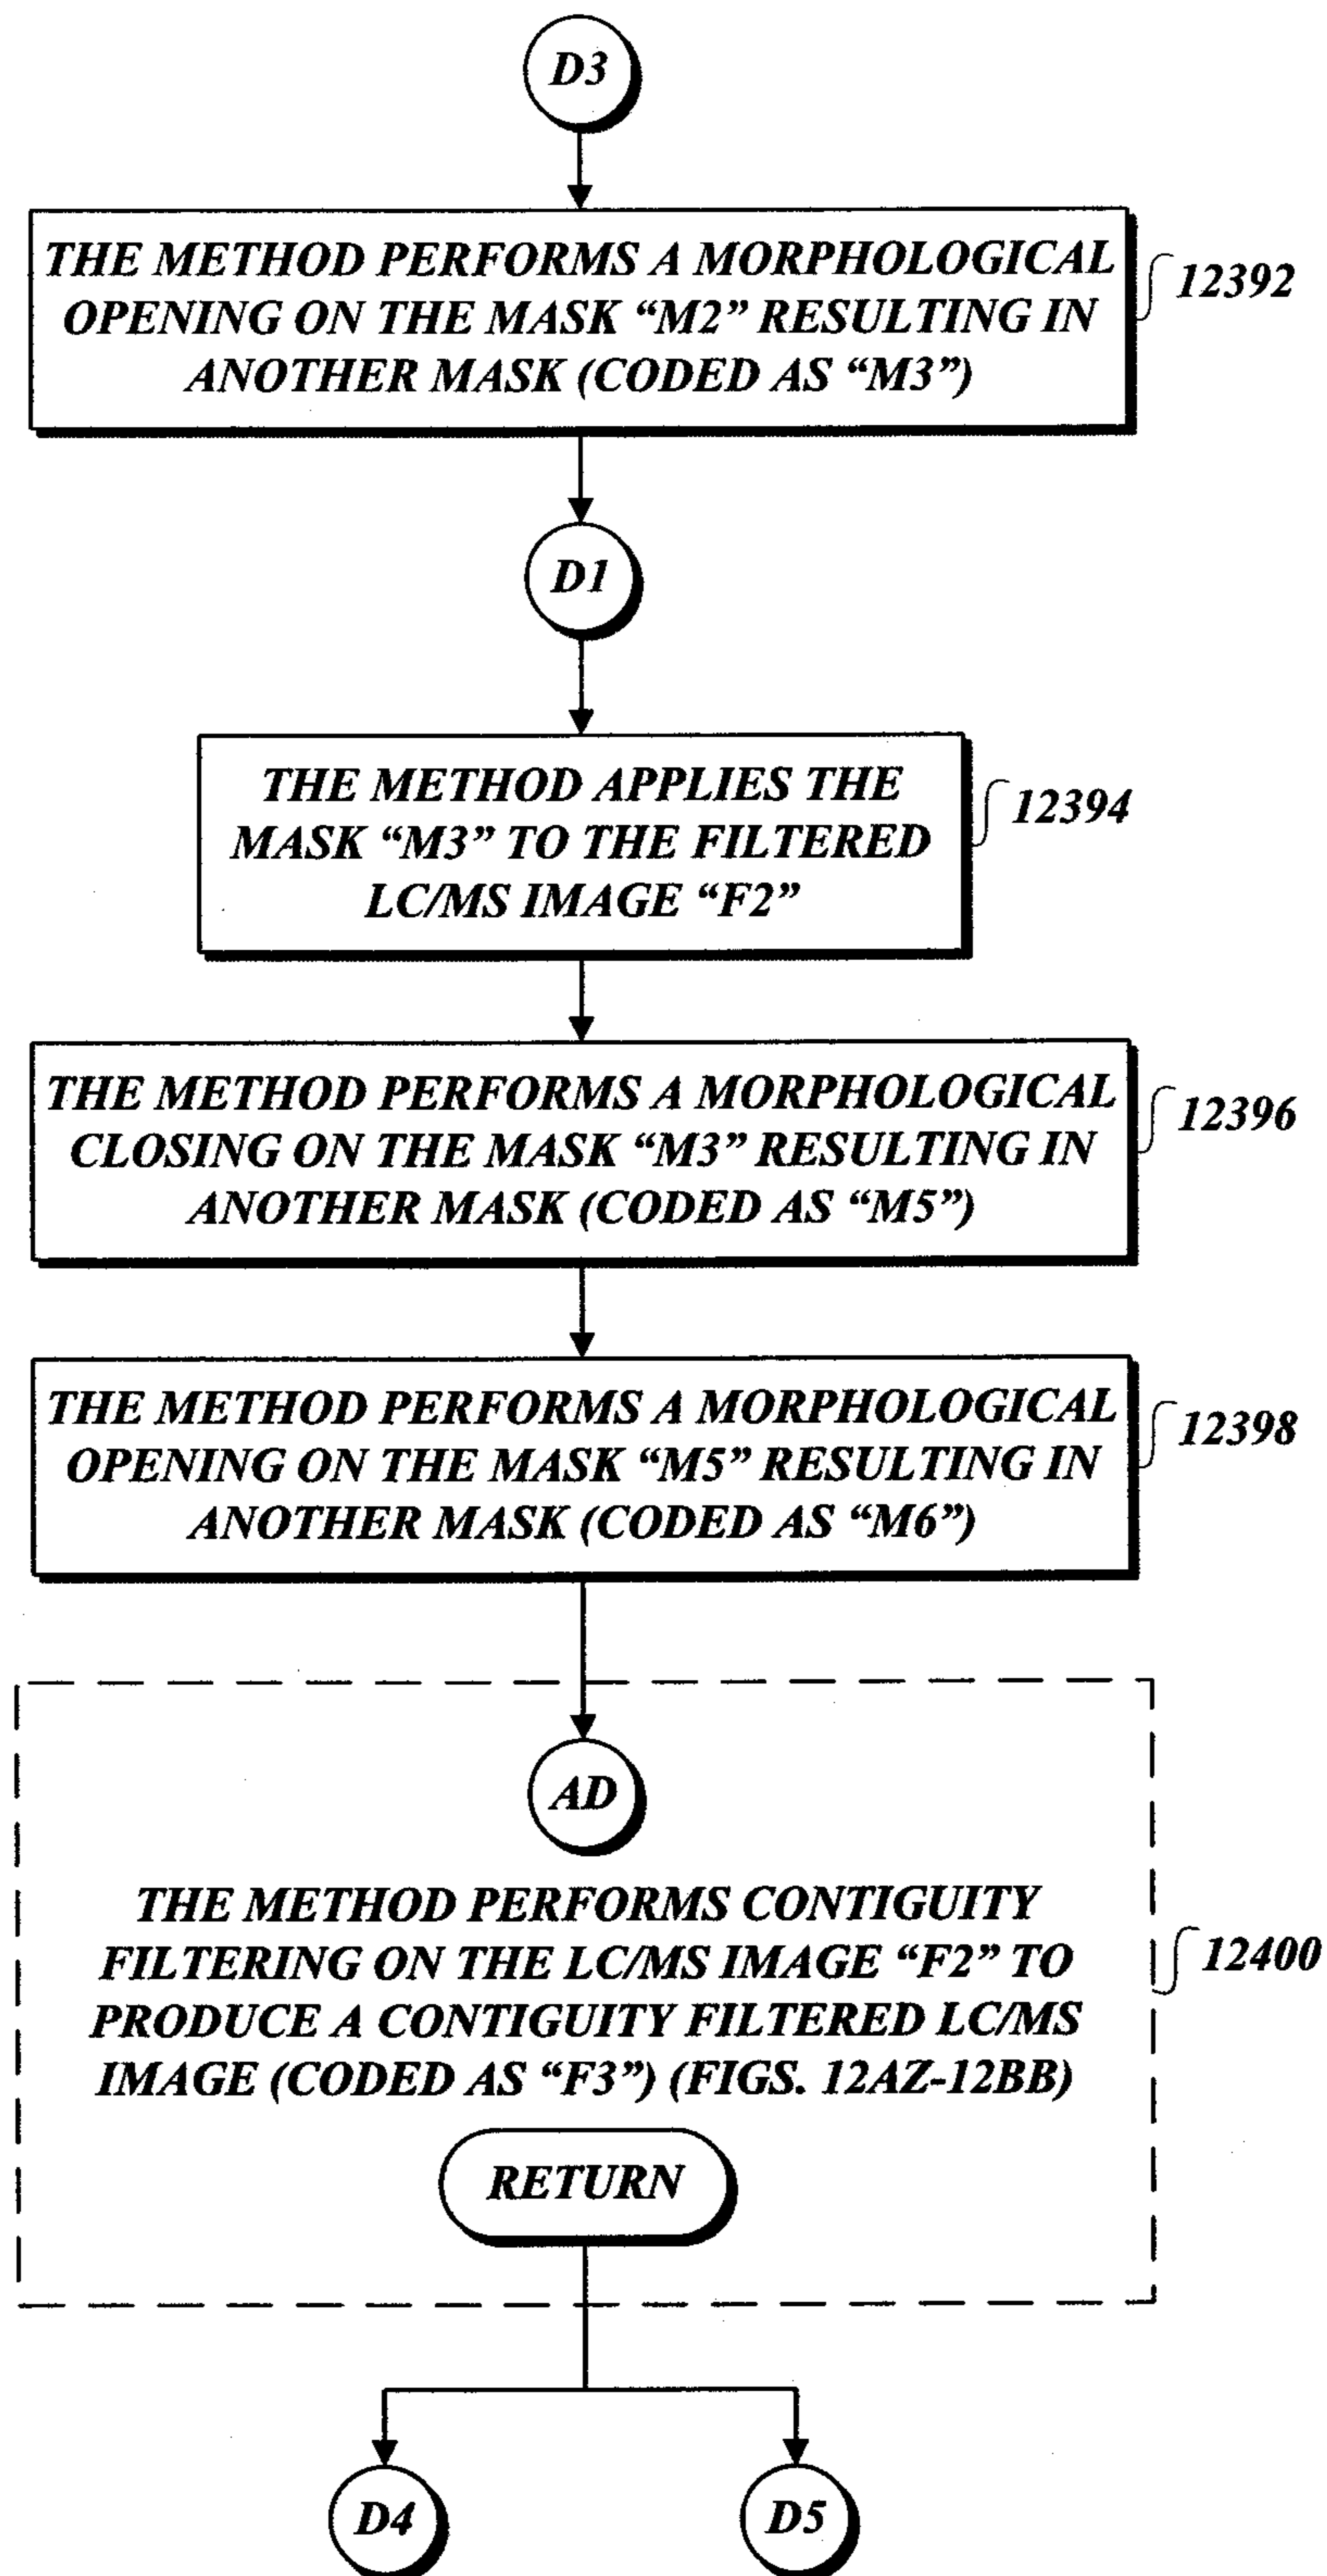 D3
THE METHOD PERFORMS A MORPHOLOGICAL
OPENING ON THE MASK “M2” RESULTING IN
ANOTHER MASK (CODED AS “M3”)
12392
D1
THE METHOD APPLIES THE
MASK “M3” TO THE FILTERED
LC/MS IMAGE “F2”
12394
THE METHOD PERFORMS A MORPHOLOGICAL
CLOSING ON THE MASK “M3” RESULTING IN
ANOTHER MASK (CODED AS “M5”)
12396
THE METHOD PERFORMS A MORPHOLOGICAL
OPENING ON THE MASK “M5” RESULTING IN
ANOTHER MASK (CODED AS “M6”)
12398
AD
THE METHOD PERFORMS CONTIGUITY
FILTERING ON THE LC/MS IMAGE “F2” TO
PRODUCE A CONTIGUITY FILTERED LC/MS
IMAGE (CODED AS “F3”) (FIGS. 12AZ-12BB)
12400
RETURN
D4
D5